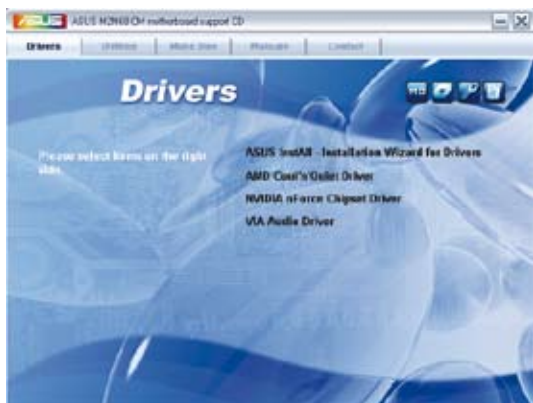 ASUS
ASUS M2N68-CM motherboard support CD
Drivers
Utilities
Make Disk
Manuals
Contact
Drivers
Please select items on the right side.
ASUS InstAll - Installation Wizard for Drivers
AMD Cool'n'Quiet Driver
NVIDIA nForce Chipset Driver
VIA Audio Driver